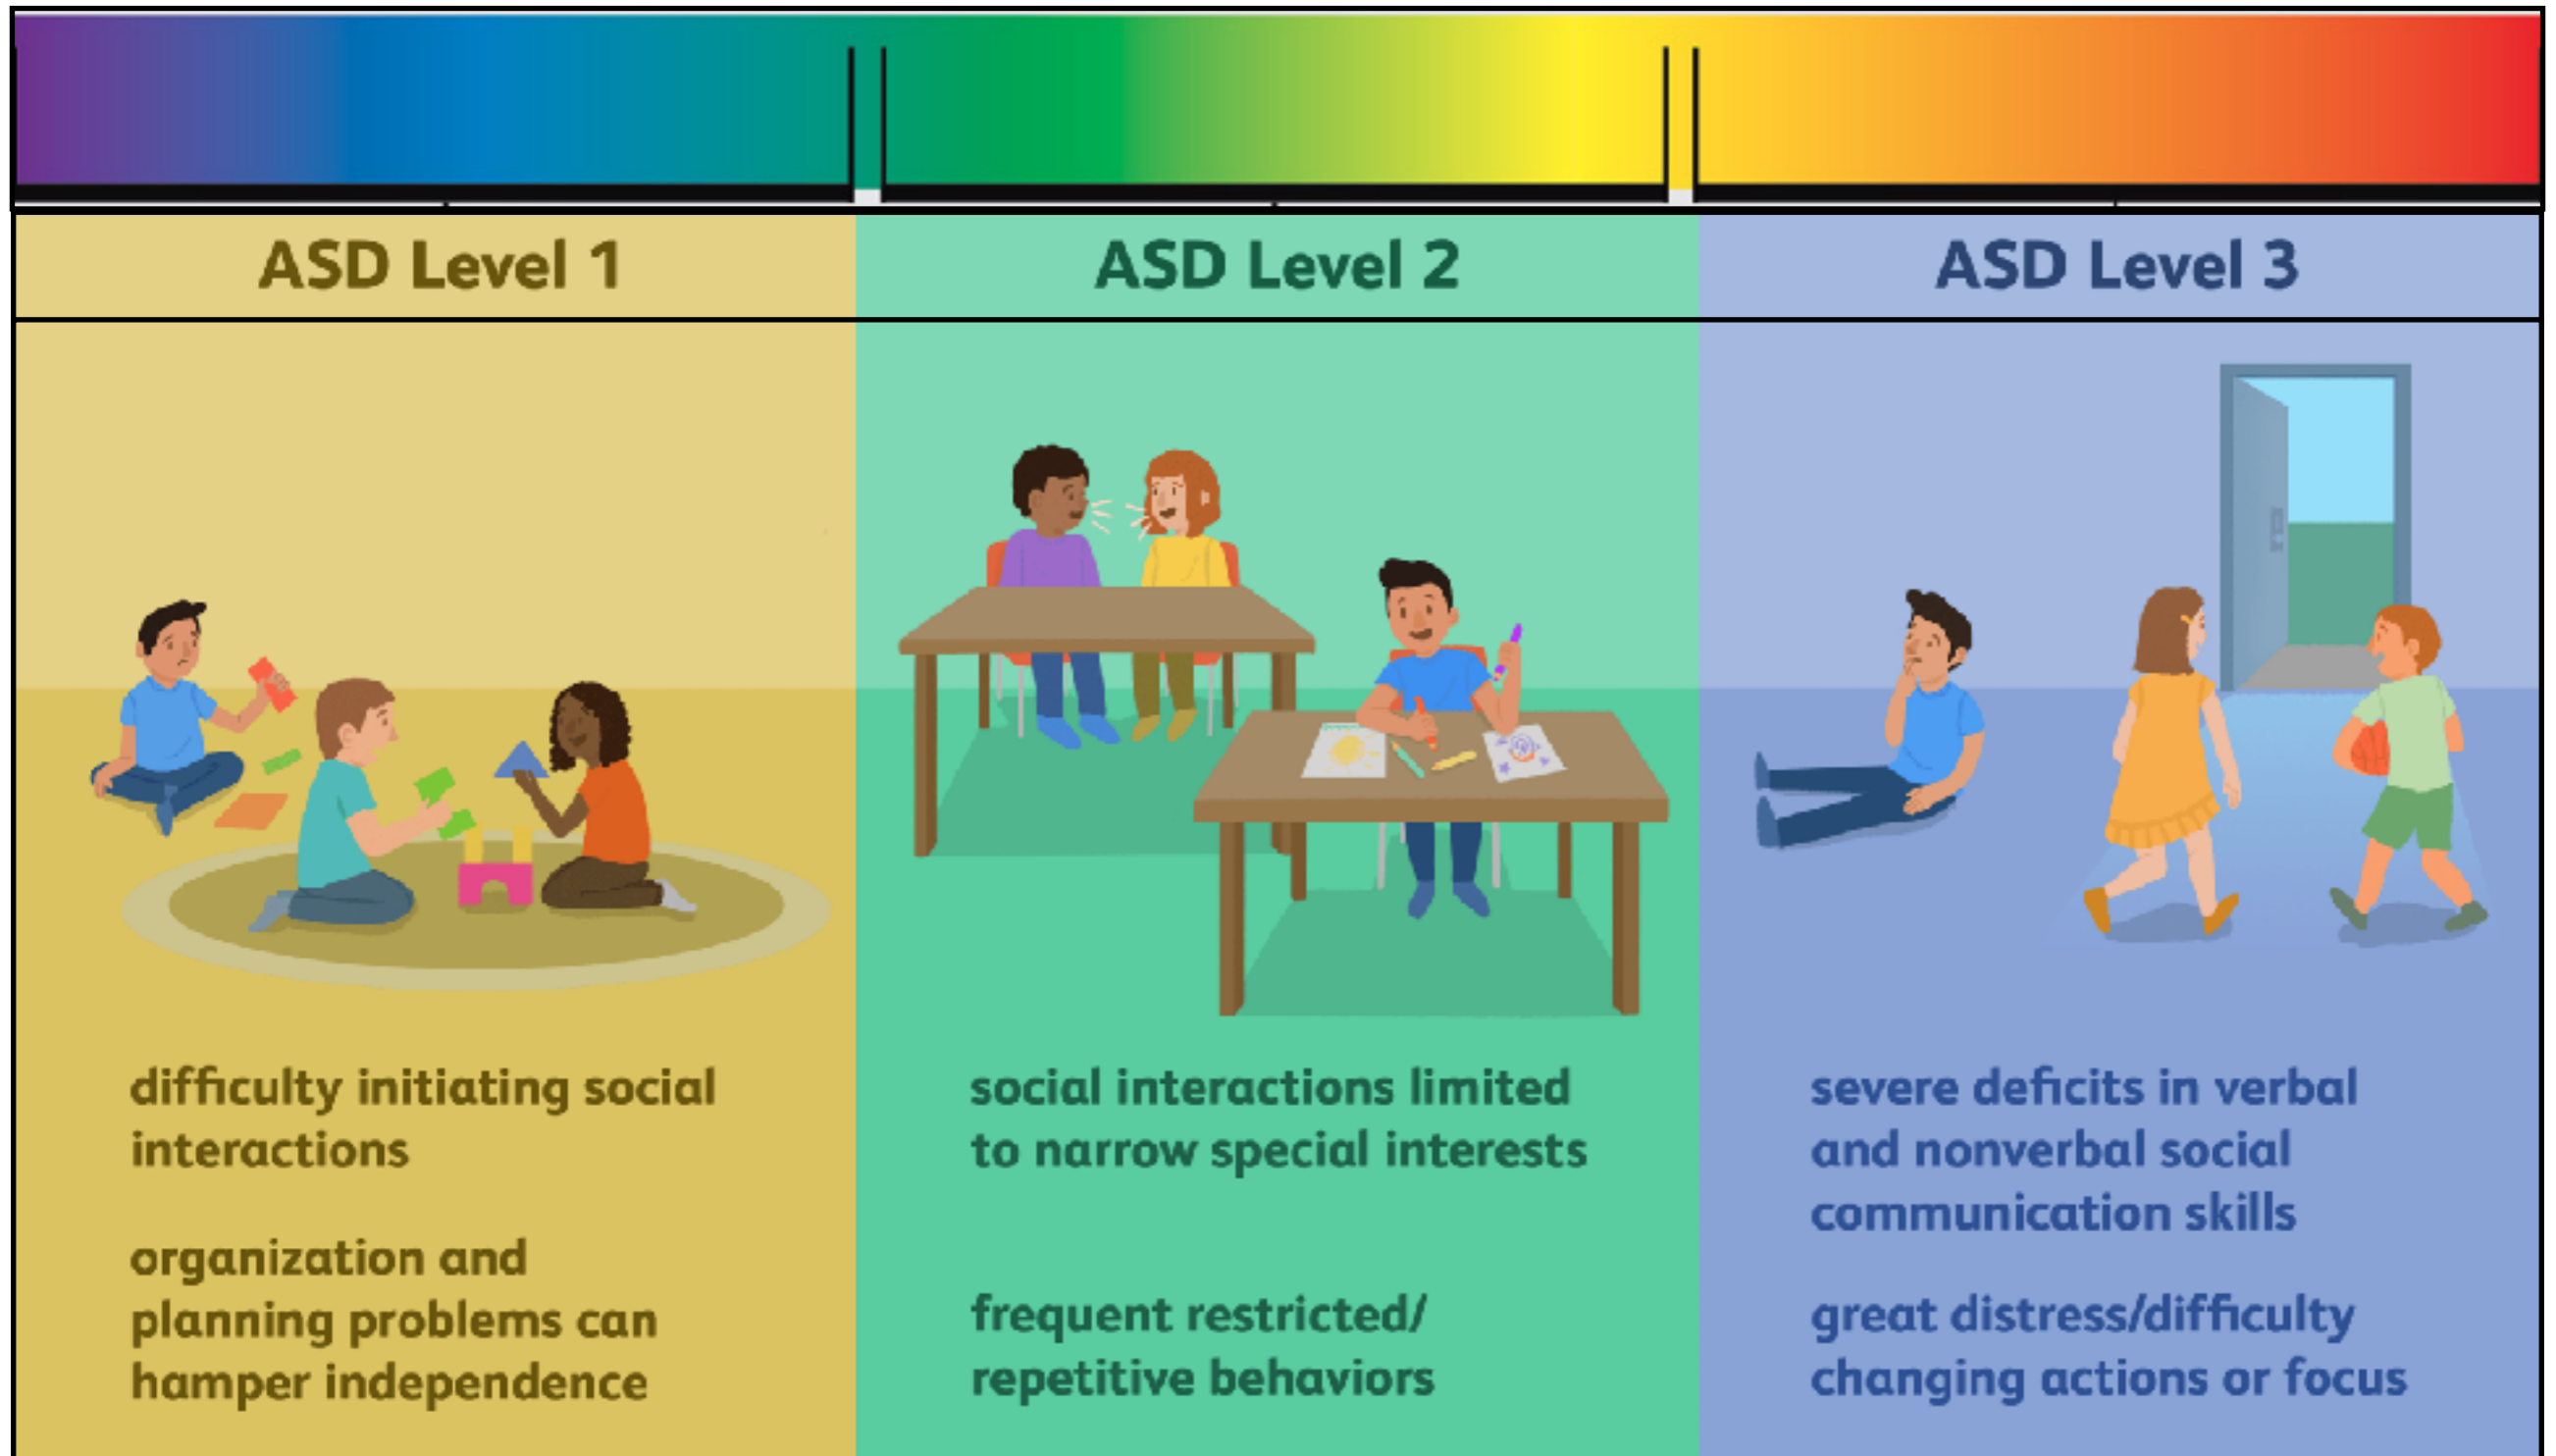 ASD Level 1
ASD Level 2
ASD Level 3
difficulty initiating social
interactions
organization and
planning problems can
hamper independence
social interactions limited
to narrow special interests
frequent restricted/
repetitive behaviors
severe deficits in verbal
and nonverbal social
communication skills
great distress/difficulty
changing actions or focus